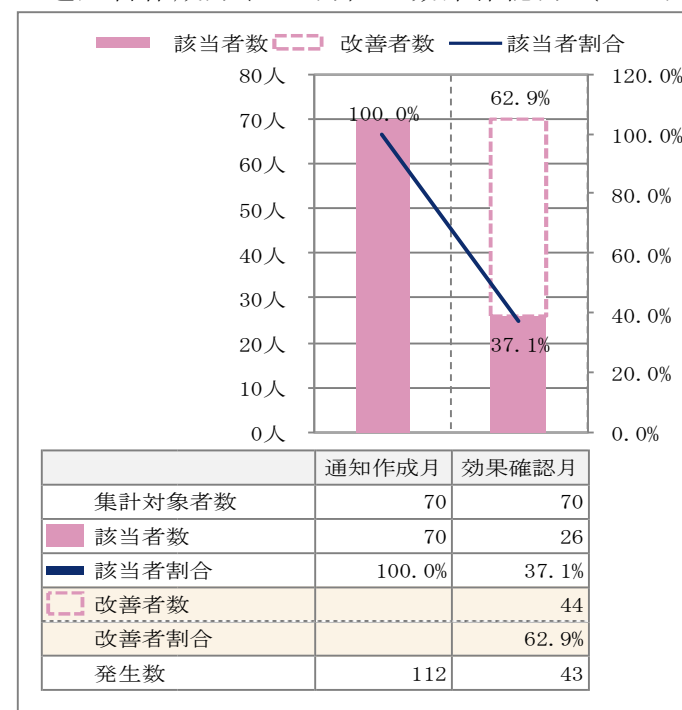 該当者数 改善者数 該当者割合
80人 120.0%
70人 100.0%
60人 80.0%
50人 60.0%
40人 40.0%
30人 20.0%
20人 0.0%
10人
0人
100.0% 62.9%
37.1%
通知作成月 効果確認月
集計対象者数 70 70
該当者数 70 26
該当者割合 100.0% 37.1%
改善者数 44
改善者割合 62.9%
発生数 112 43